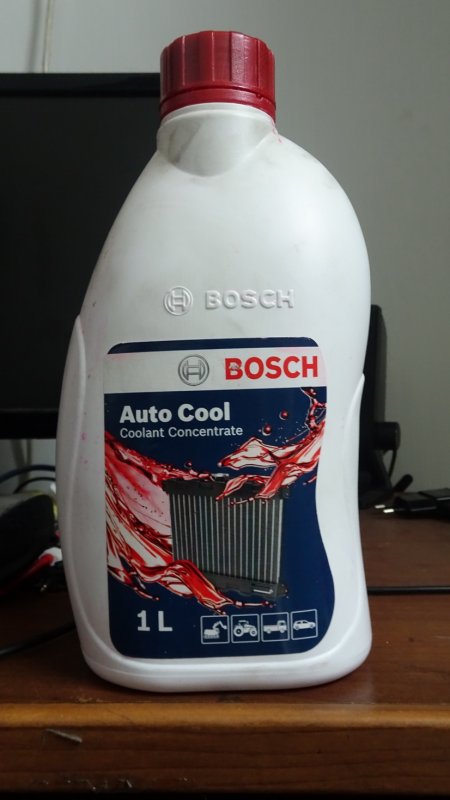 BOSCH
BOSCH
Auto Cool
Coolant Concentrate
1 L